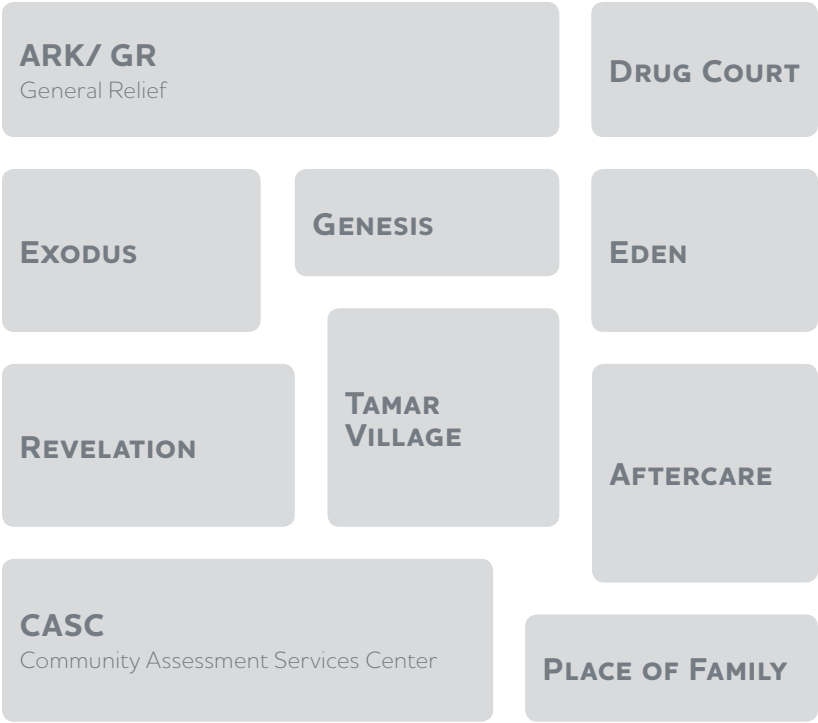 ARK/ GR
General Relief
Drug Court
Exodus
Genesis
Eden
Revelation
Tamar
Village
Aftercare
CASC
Community Assessment Services Center
Place of Family